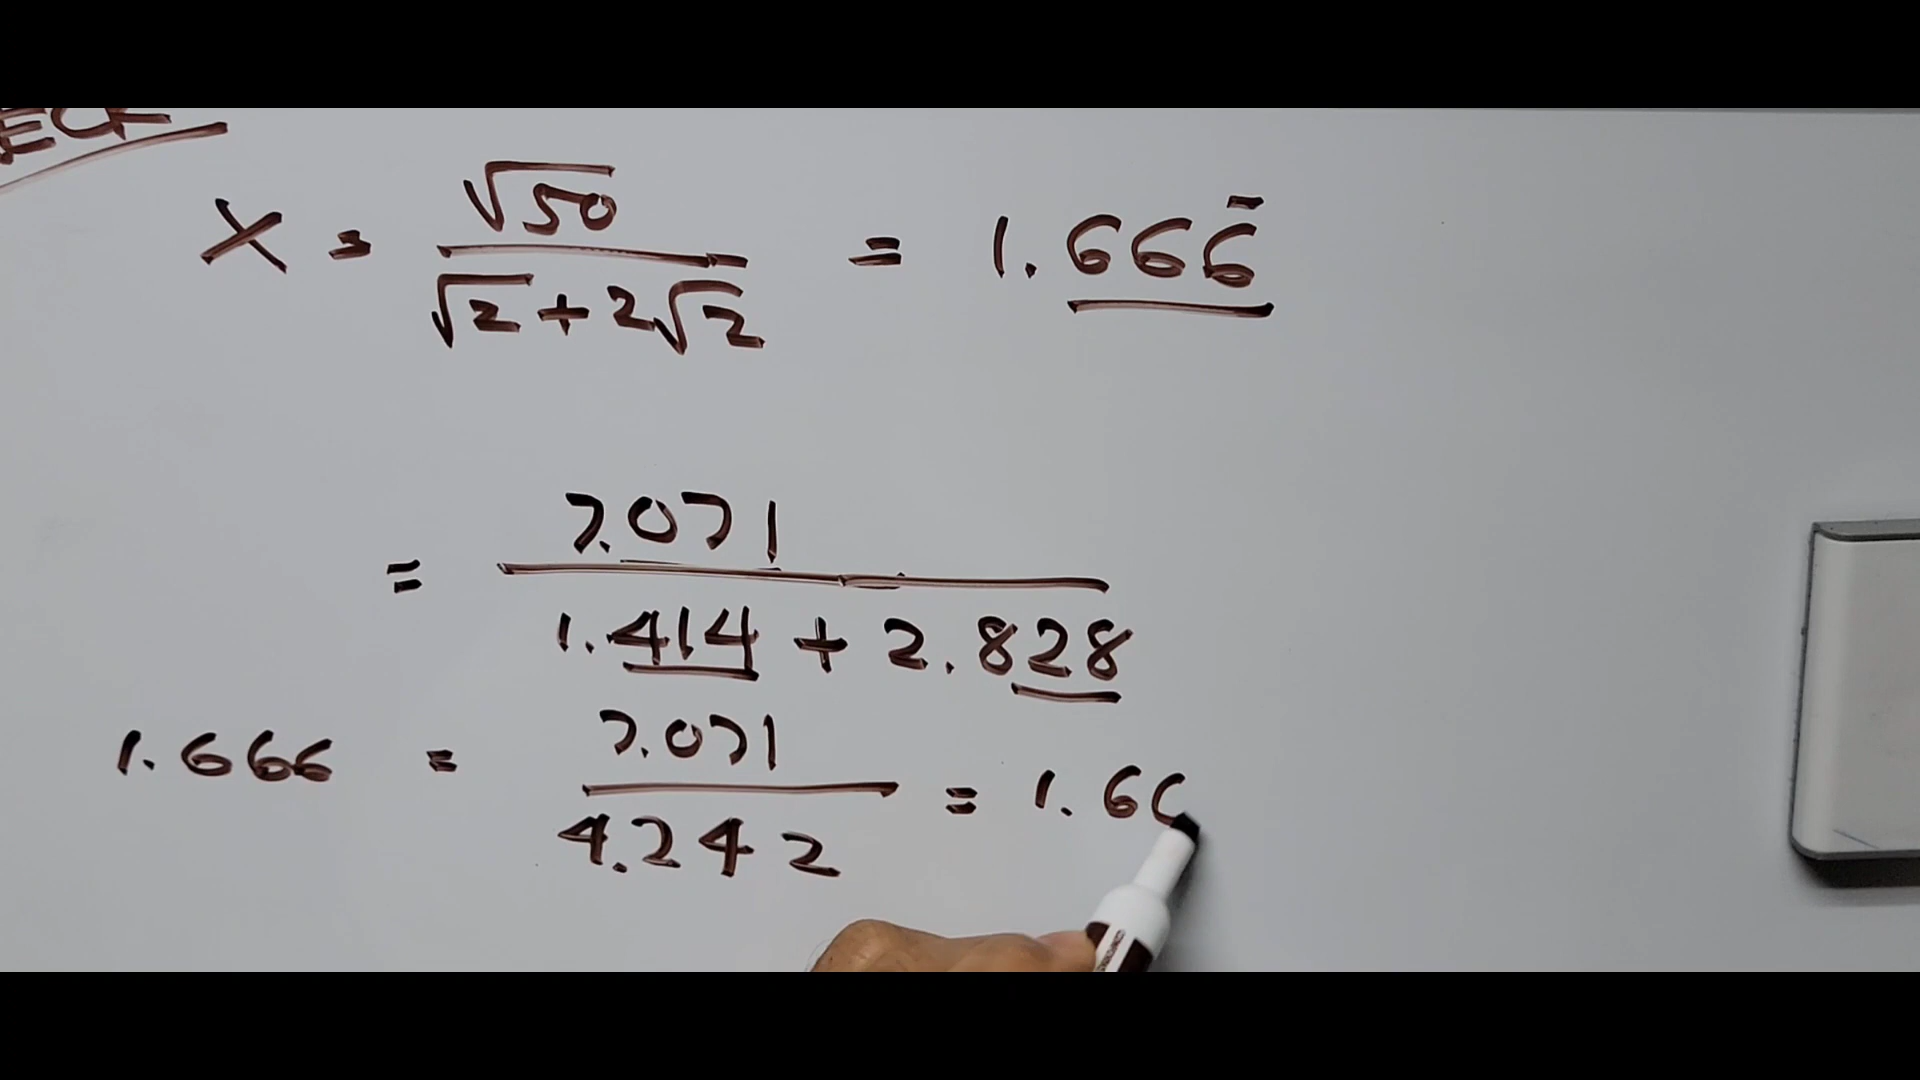 ECK
X = √50 / (√2 + 2√2) = 1.666̄
= 7.071 / (1.414 + 2.828)
1.666 = 7.071 / 4.242 = 1.66